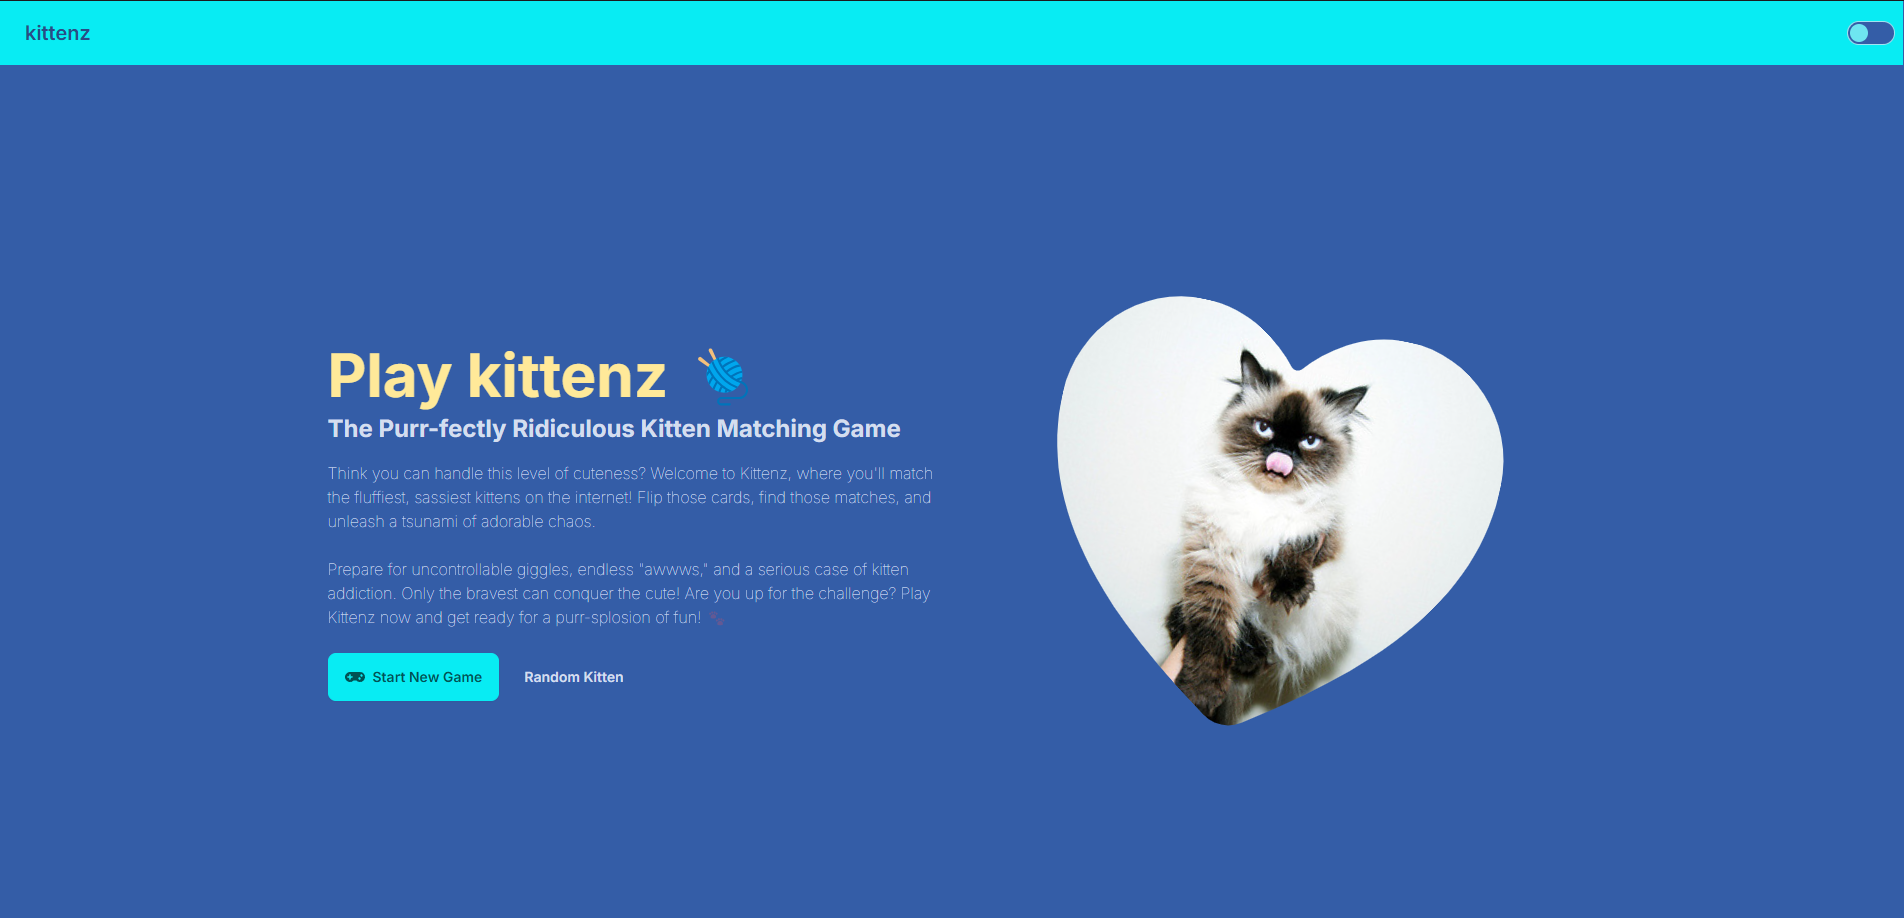 kittenz
Play kittenz
The Purr-fectly Ridiculous Kitten Matching Game
Think you can handle this level of cuteness? Welcome to Kittenz, where you'll match
the fluffiest, sassiest kittens on the internet! Flip those cards, find those matches, and
unleash a tsunami of adorable chaos.
Prepare for uncontrollable giggles, endless "awwws," and a serious case of kitten
addiction. Only the bravest can conquer the cute! Are you up for the challenge? Play
Kittenz now and get ready for a purr-splosion of fun! 🐾
Start New Game
Random Kitten